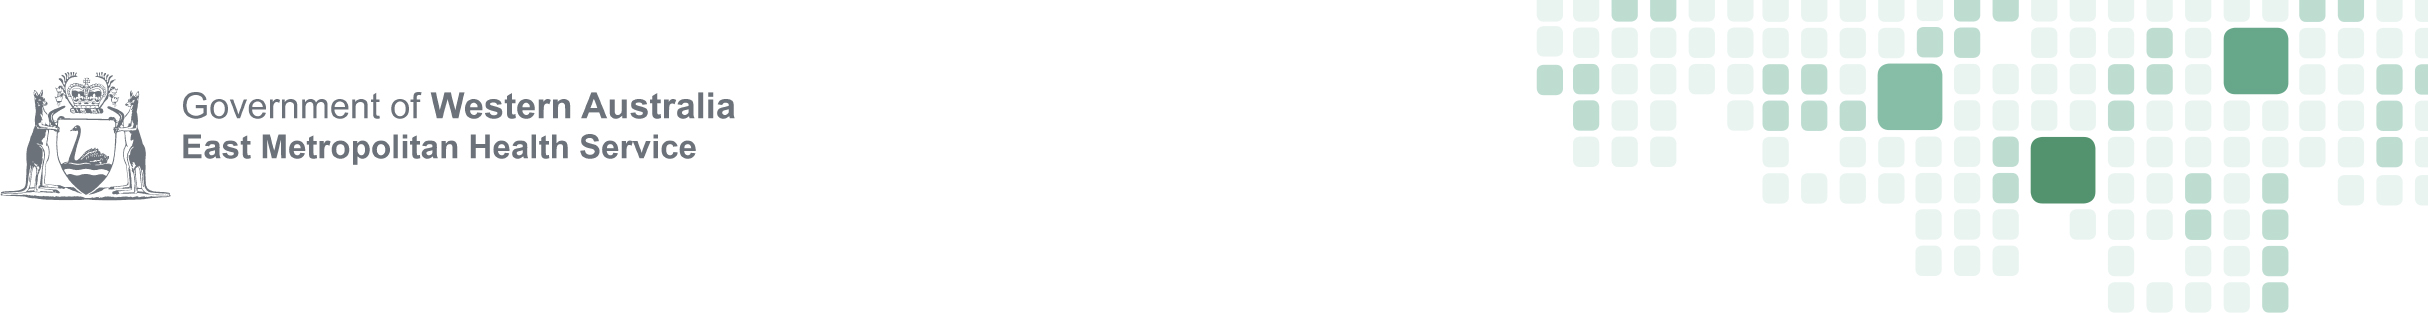 Government of Western Australia
East Metropolitan Health Service